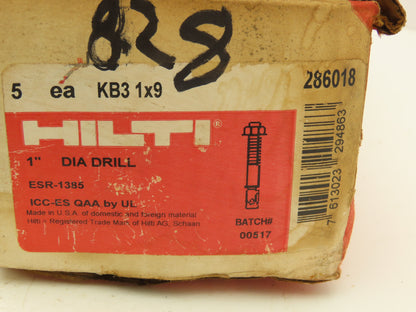 828
5 ea KB3 1x9 286018
HILTI®
1" DIA DRILL
ESR-1385
ICC-ES QAA by UL
Made in U.S.A. of domestic and foreign material
Hilti = Registered Trade Mark of Hilti AG, Schaan
BATCH#
00517
7 613023 294863